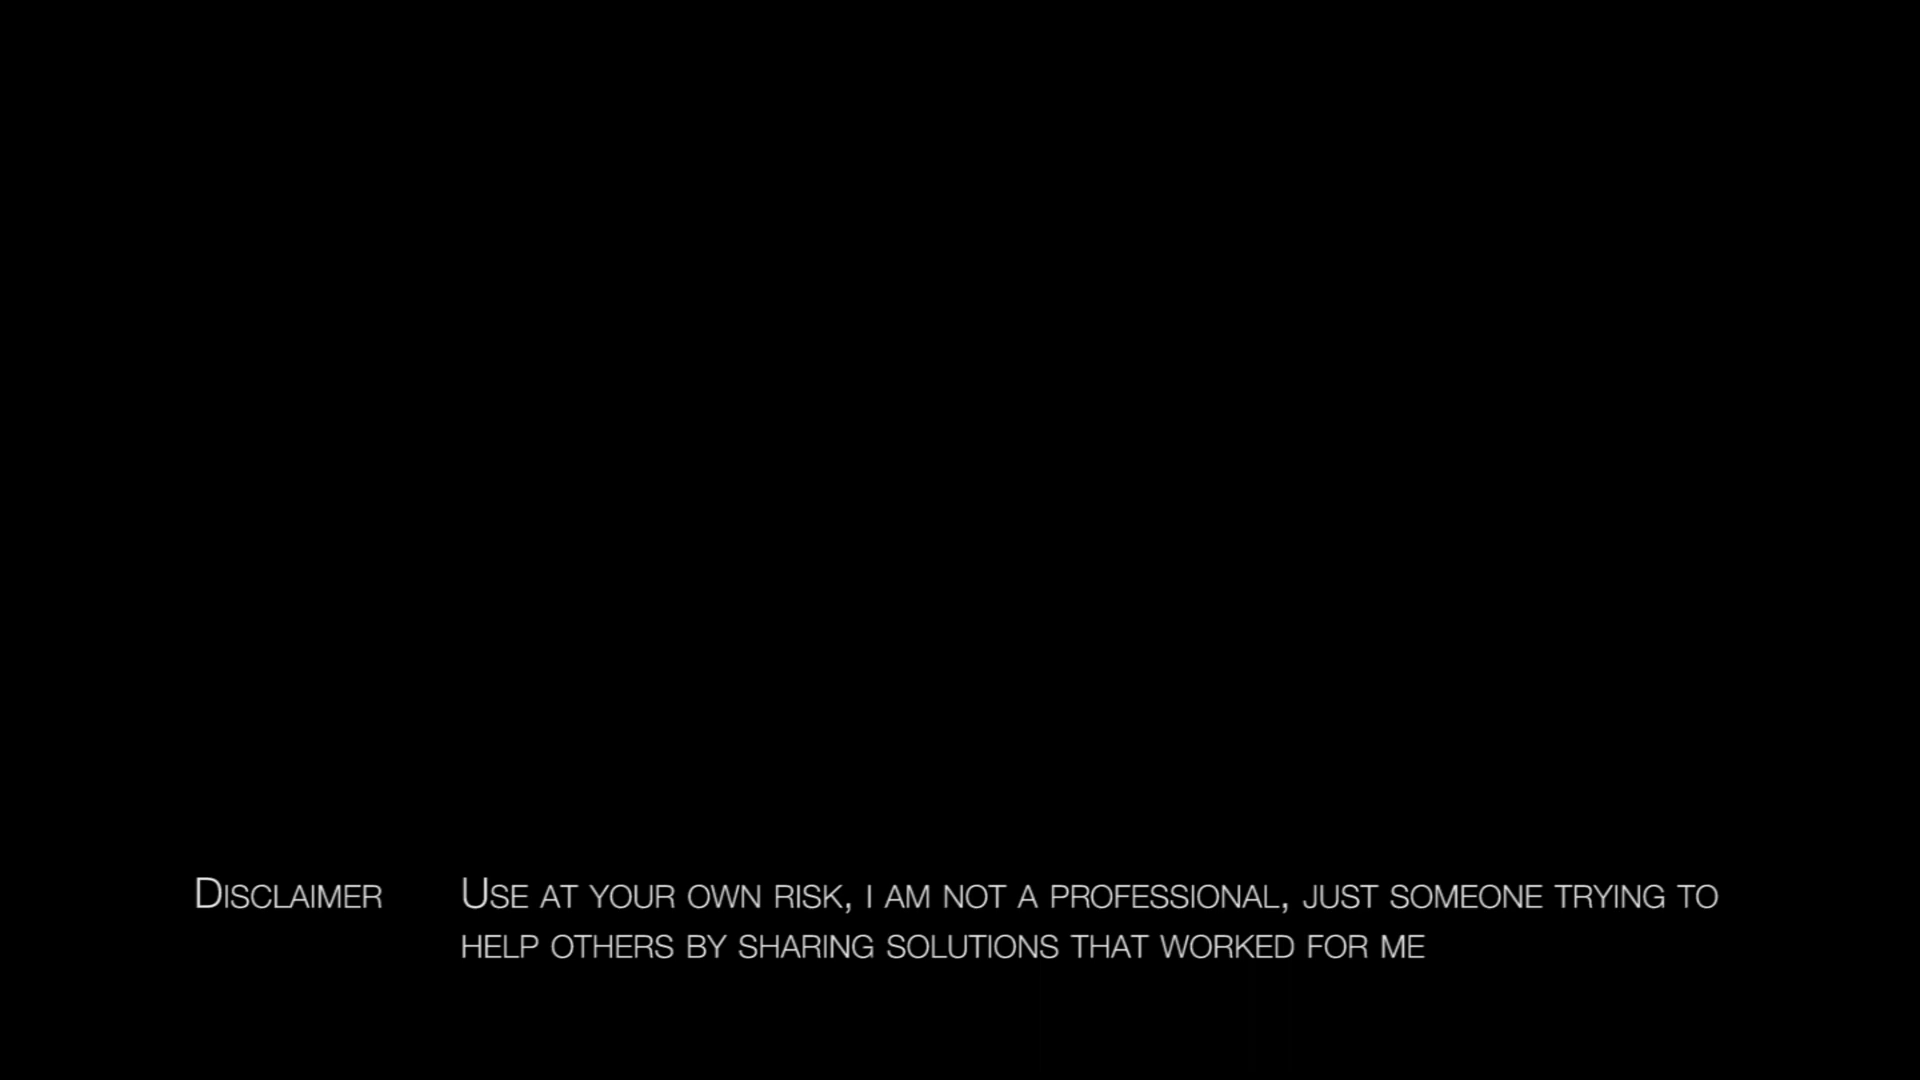 Disclaimer Use at your own risk, i am not a professional, just someone trying to
help others by sharing solutions that worked for me